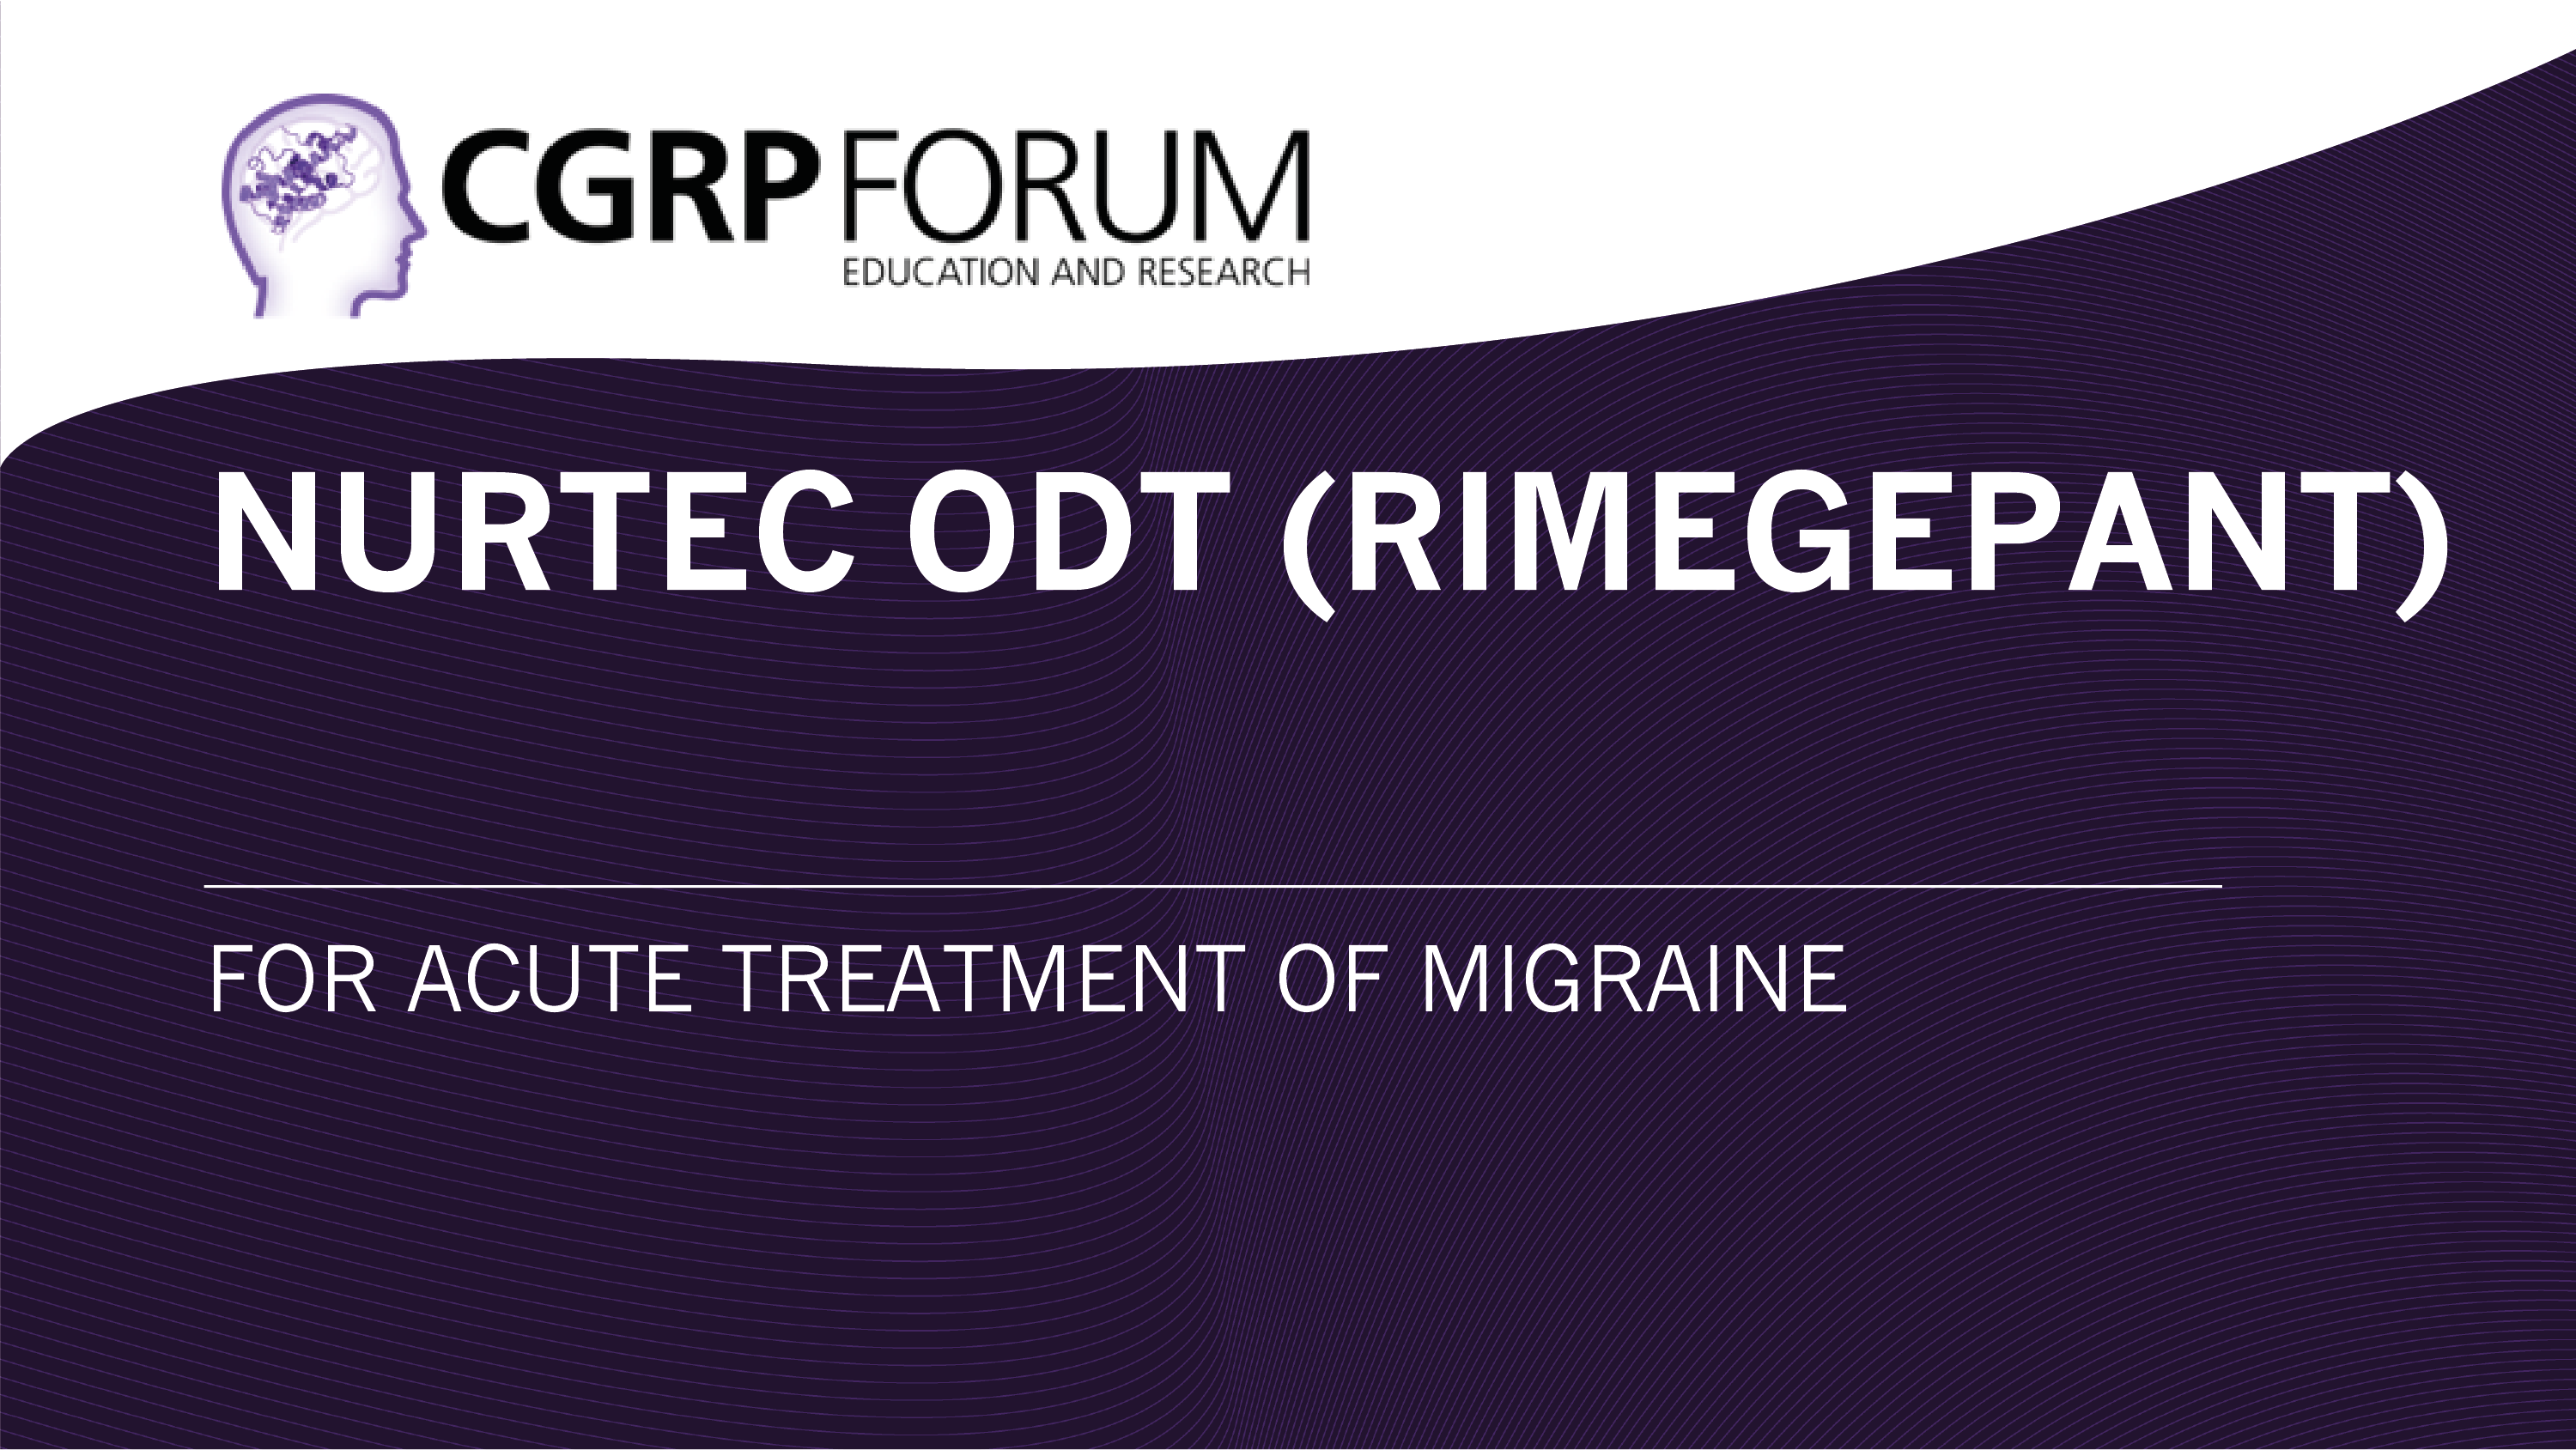 CGRP FORUM
EDUCATION AND RESEARCH
NURTEC ODT (RIMEGEPANT)
FOR ACUTE TREATMENT OF MIGRAINE